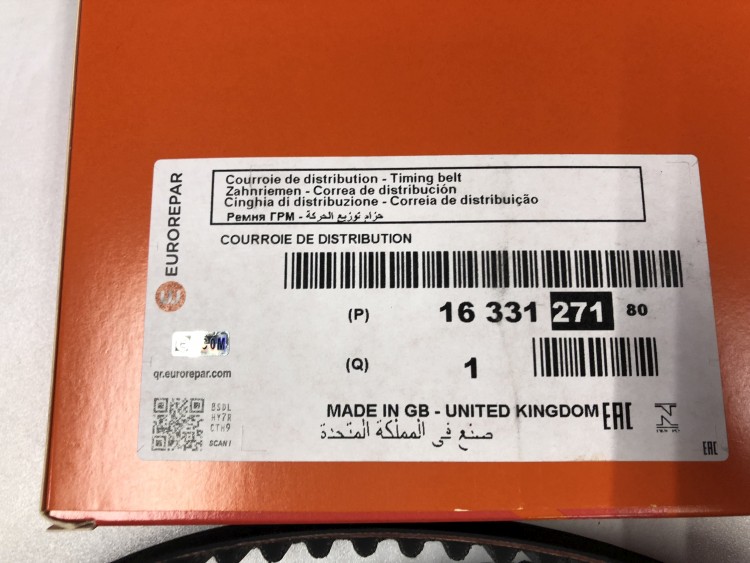 Courroie de distribution - Timing belt
Zahnriemen - Correa de distribución
Cinghia di distribuzione - Correia de distribuição
Ремня ГРМ - حزام توزيع الحركة
EUROREPAR
COURROIE DE DISTRIBUTION
(P) 16 331 271 80
(Q) 1
qr.eurorepar.com
SCAN !
MADE IN GB - UNITED KINGDOM EAC
صنع في المملكة المتحدة
EAC